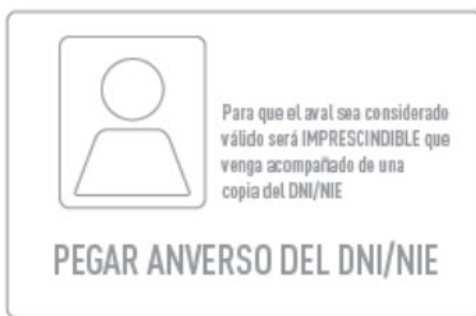 Para que el aval sea considerado
válido será IMPRESCINDIBLE que
venga acompañado de una
copia del DNI/NIE
PEGAR ANVERSO DEL DNI/NIE